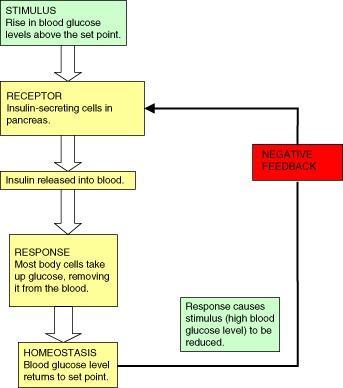 STIMULUS
Rise in blood glucose
levels above the set point.
RECEPTOR
Insulin-secreting cells in
pancreas.
Insulin released into blood.
RESPONSE
Most body cells take
up glucose, removing
it from the blood.
HOMEOSTASIS
Blood glucose level
returns to set point.
NEGATIVE
FEEDBACK
Response causes
stimulus (high blood
glucose level) to be
reduced.